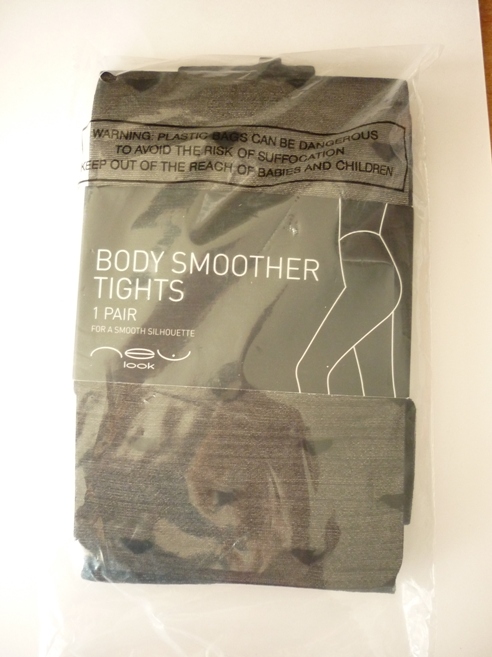 WARNING: PLASTIC BAGS CAN BE DANGEROUS
TO AVOID THE RISK OF SUFFOCATION
KEEP OUT OF THE REACH OF BABIES AND CHILDREN
BODY SMOOTHER
TIGHTS
1 PAIR
FOR A SMOOTH SILHOUETTE
new
look